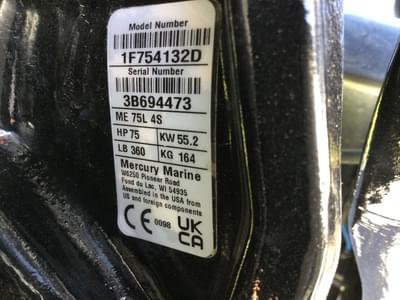 Model Number
1F754132D
Serial Number
3B694473
ME 75L 4S
HP 75 KW 55.2
LB 360 KG 164
Mercury Marine
W6250 Pioneer Road
Fond du Lac, WI 54935
Assembled in the USA from
US and foreign components
CE 0098 UK
CA